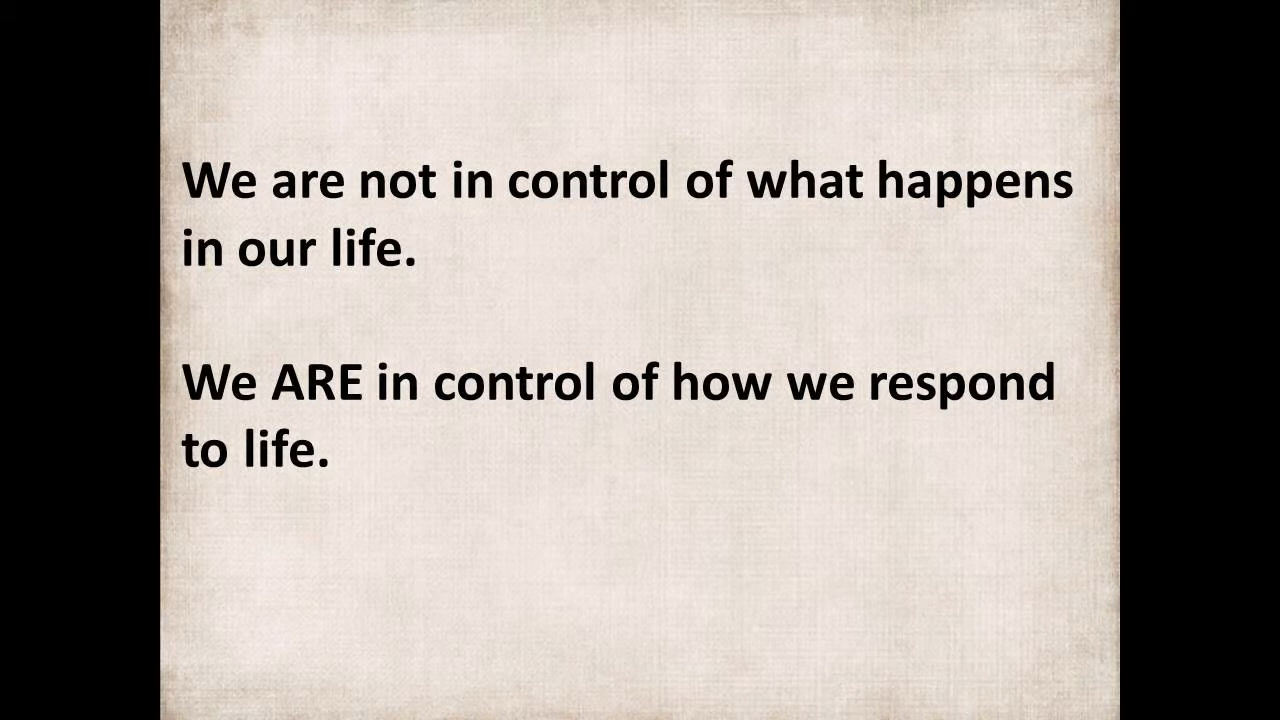 We are not in control of what happens
in our life.
We ARE in control of how we respond
to life.